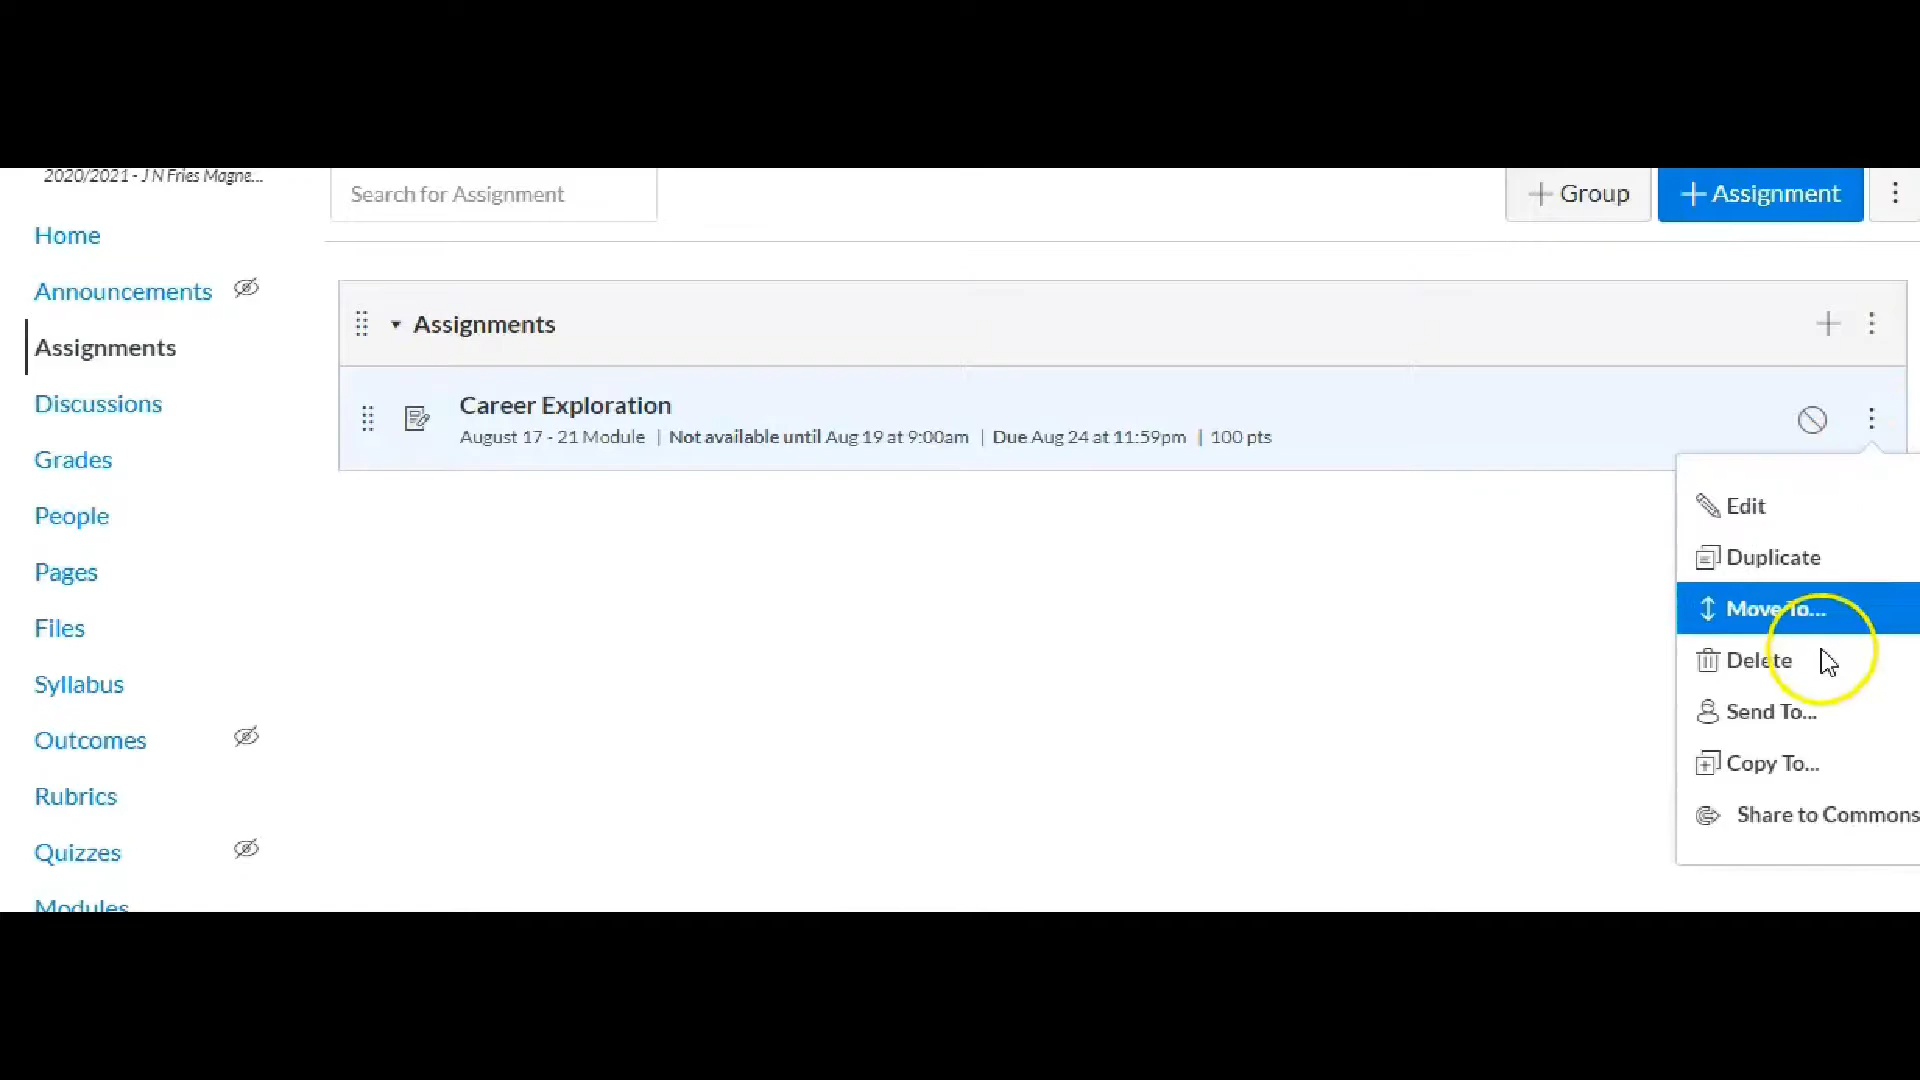 2020/2021 - J N Fries Magne...
Search for Assignment
Group
Assignment
Home
Announcements
Assignments
Discussions
Grades
People
Pages
Files
Syllabus
Outcomes
Rubrics
Quizzes
Modules
Assignments
Career Exploration
August 17 - 21 Module | Not available until Aug 19 at 9:00am | Due Aug 24 at 11:59pm | 100 pts
Edit
Duplicate
Move To...
Delete
Send To...
Copy To...
Share to Commons